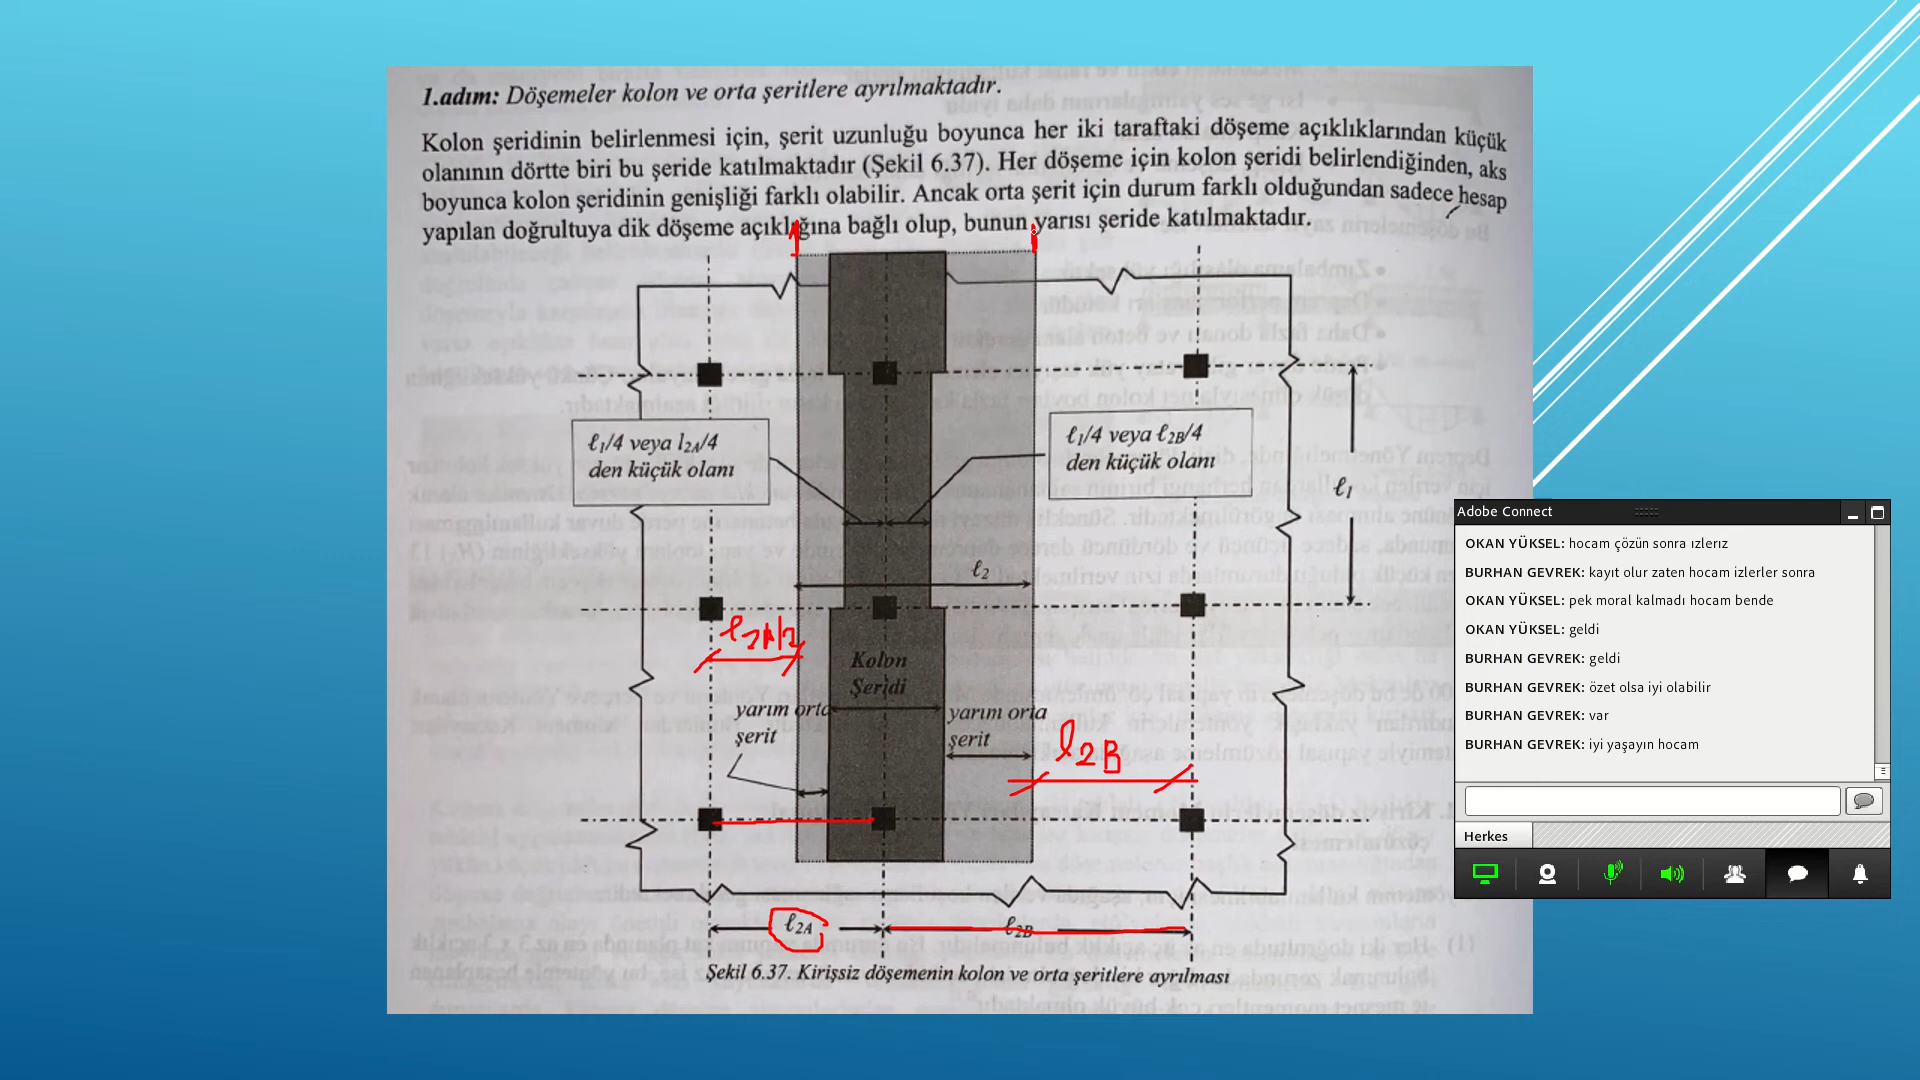 1.adım: Döşemeler kolon ve orta şeritlere ayrılmaktadır.
Kolon şeridinin belirlenmesi için, şerit uzunluğu boyunca her iki taraftaki döşeme açıklıklarından küçük
olanının dörtte biri bu şeride katılmaktadır (Şekil 6.37). Her döşeme için kolon şeridi belirlendiğinden, aks
boyunca kolon şeridinin genişliği farklı olabilir. Ancak orta şerit için durum farklı olduğundan sadece hesap
yapılan doğrultuya dik döşeme açıklığına bağlı olup, bunun yarısı şeride katılmaktadır.
ℓ1/4 veya l2A/4
den küçük olanı
ℓ1/4 veya ℓ2B/4
den küçük olanı
ℓ1
ℓ2
ℓ2A/2
Kolon
Şeridi
yarım orta
şerit
yarım orta
şerit
ℓ2B
ℓ2A
ℓ2B
Şekil 6.37. Kirişsiz döşemenin kolon ve orta şeritlere ayrılması
Adobe Connect
OKAN YÜKSEL: hocam çözün sonra ızlerız
BURHAN GEVREK: kayıt olur zaten hocam izlerler sonra
OKAN YÜKSEL: pek moral kalmadı hocam bende
OKAN YÜKSEL: geldi
BURHAN GEVREK: geldi
BURHAN GEVREK: özet olsa iyi olabilir
BURHAN GEVREK: var
BURHAN GEVREK: iyi yaşayın hocam
Herkes